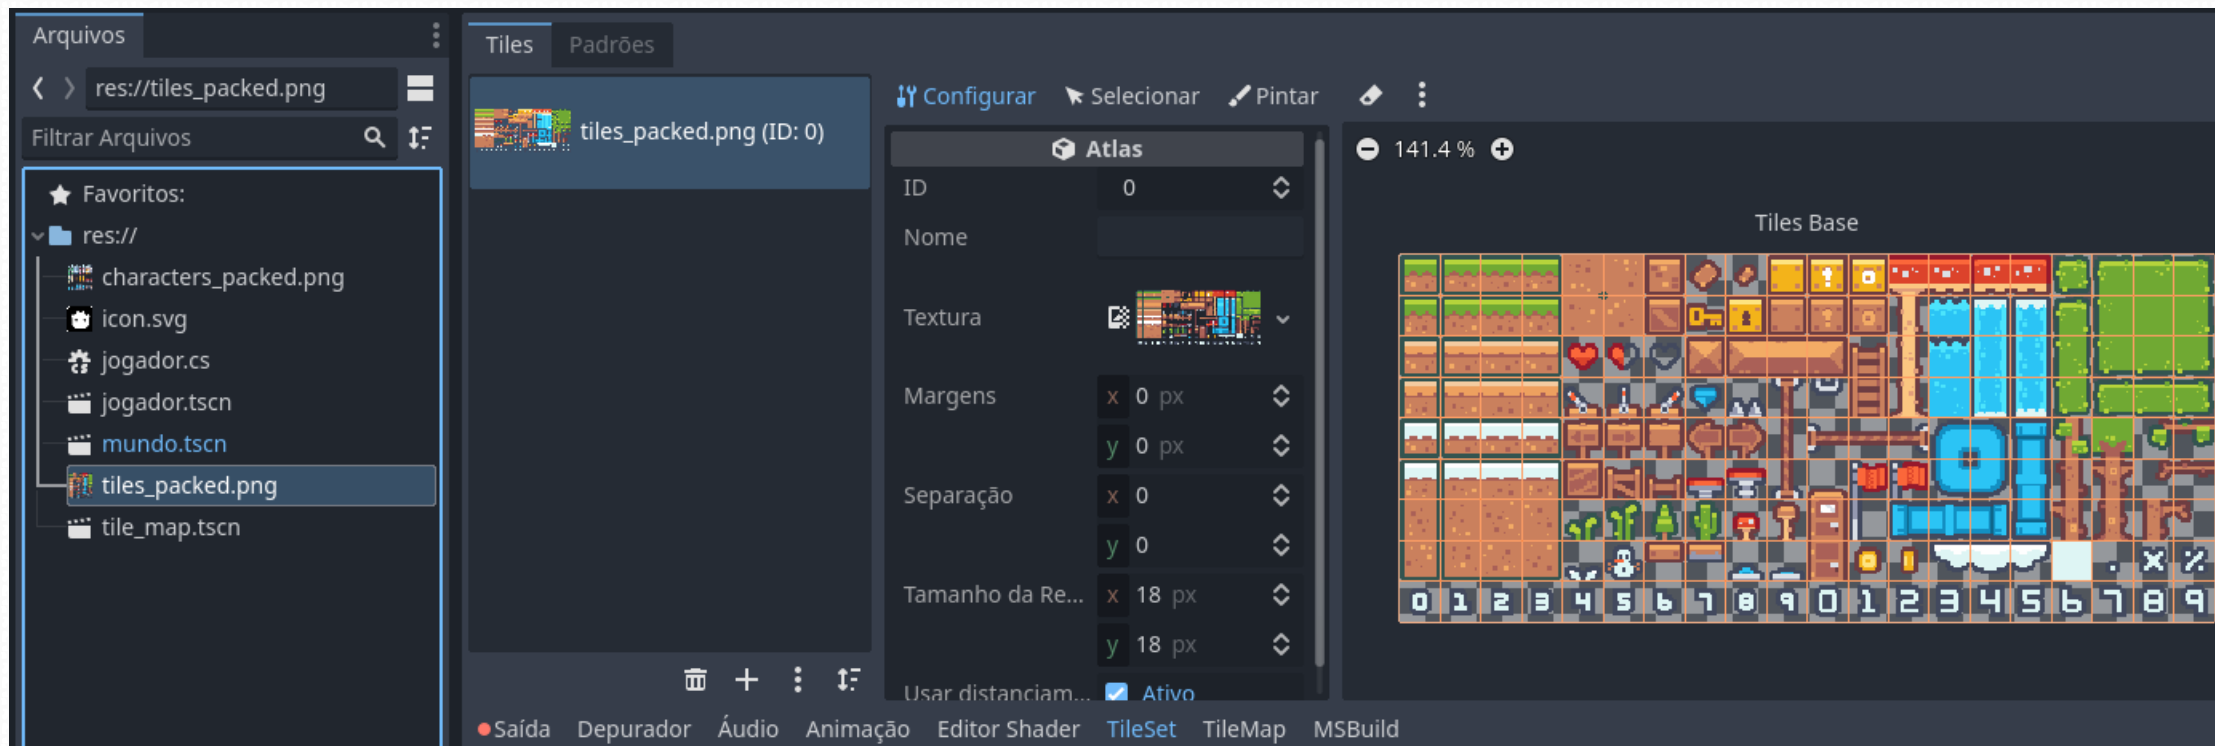 Arquivos
res://tiles_packed.png
Filtrar Arquivos
Favoritos:
res://
characters_packed.png
icon.svg
jogador.cs
jogador.tscn
mundo.tscn
tiles_packed.png
tile_map.tscn
Tiles Padrões
tiles_packed.png (ID: 0)
Configurar Selecionar Pintar
Atlas
ID 0
Nome
Textura
Margens x 0 px
y 0 px
Separação x 0
y 0
Tamanho da Re... x 18 px
y 18 px
Usar distanciam... Ativo
141.4 %
Tiles Base
0 1 2 3 4 5 6 7 8 9 0 1 2 3 4 5 6 7 8 9
Saída Depurador Áudio Animação Editor Shader TileSet TileMap MSBuild